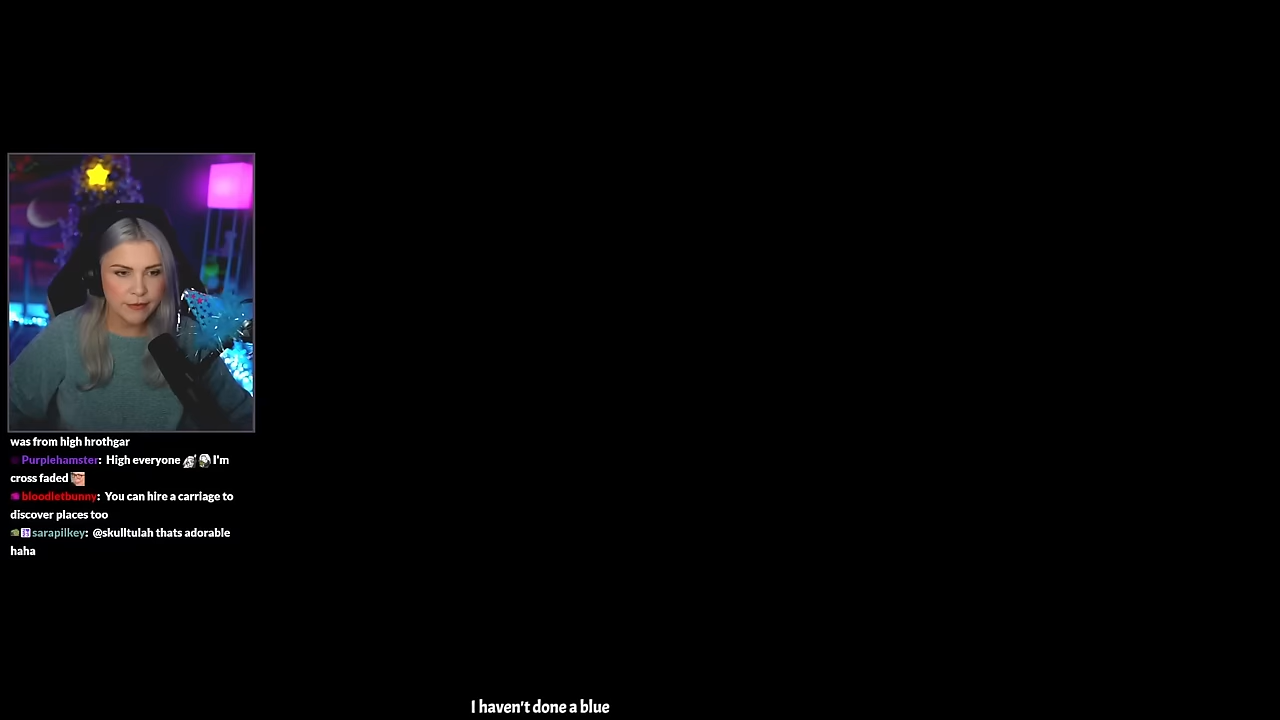 was from high hrothgar
Purplehamster: High everyone I'm
cross faded
bloodletbunny: You can hire a carriage to
discover places too
sarapilkey: @skulltulah thats adorable
haha
I haven't done a blue